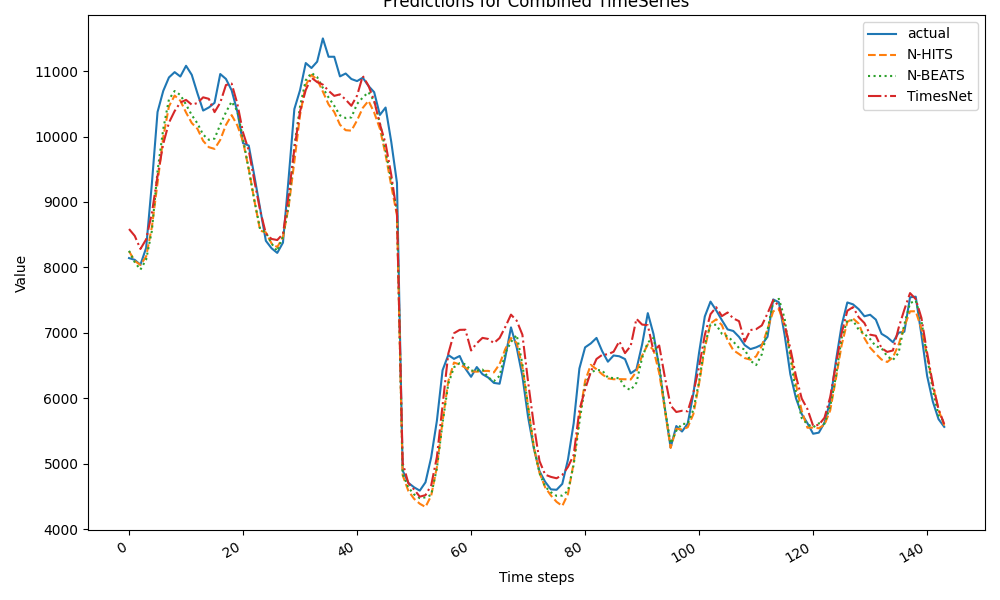 Predictions for Combined TimeSeries
actual
N-HITS
N-BEATS
TimesNet
11000
10000
9000
8000
7000
6000
5000
4000
Value
0
20
40
60
80
100
120
140
Time steps